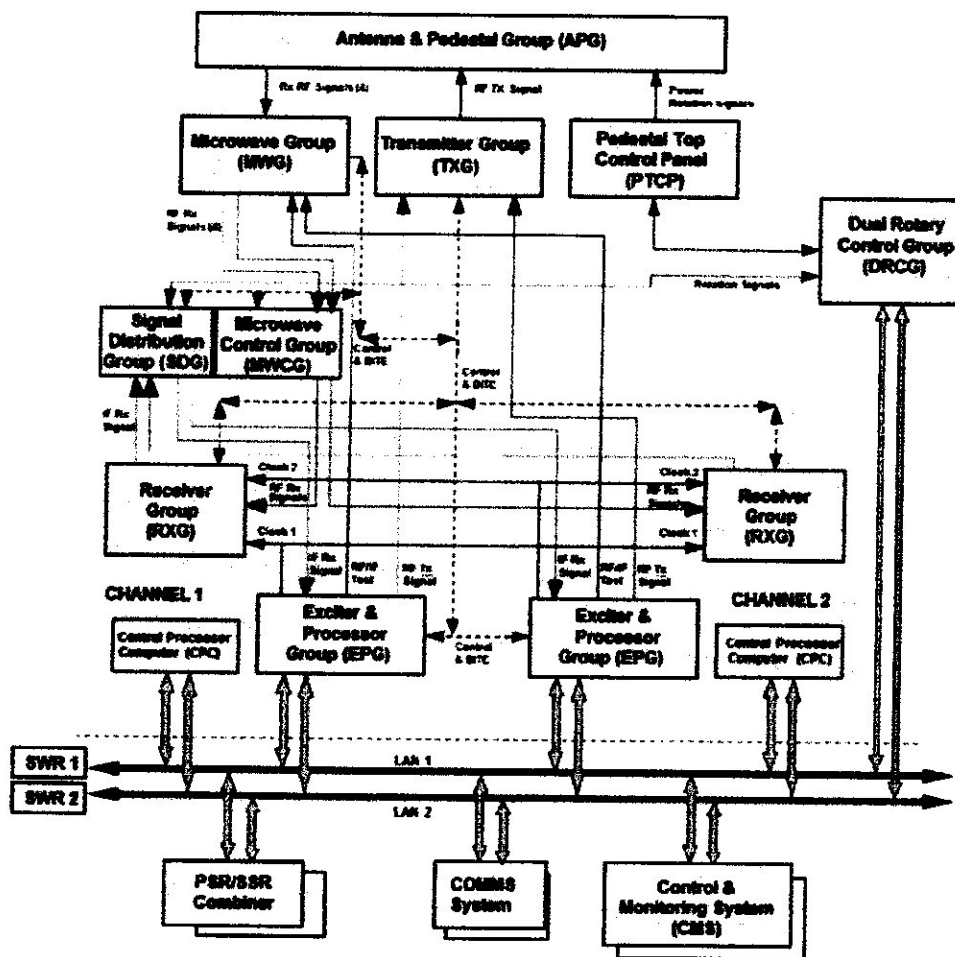 Antenna & Pedestal Group (APG)
Rx RF Signals (4)
RF TX Signal
Power
Rotation signals
Microwave Group
(MWG)
Transmitter Group
(TXG)
Pedestal Top
Control Panel
(PTCP)
RF Rx
Signals (4)
Dual Rotary
Control Group
(DRCG)
Rotation Signals
Signal
Distribution
Group (SDG)
Microwave
Control Group
(MWCG)
Control
& BITE
Control
& BITE
IF Rx
Signal
Clock 2
Clock 2
Receiver
Group
(RXG)
RF Rx
Signals
RF Rx
Signals
Receiver
Group
(RXG)
Clock 1
Clock 1
IF Rx
Signal
RF/IF
Test
RF Tx
Signal
IF Rx
Signal
RF/IF
Test
RF Tx
Signal
CHANNEL 1
CHANNEL 2
Exciter &
Processor
Group (EPG)
Exciter &
Processor
Group (EPG)
Control Processor
Computer (CPC)
Control
& BITE
Control Processor
Computer (CPC)
SWR 1
LAN 1
SWR 2
LAN 2
PSR/SSR
Combiner
COMMS
System
Control &
Monitoring System
(CMS)